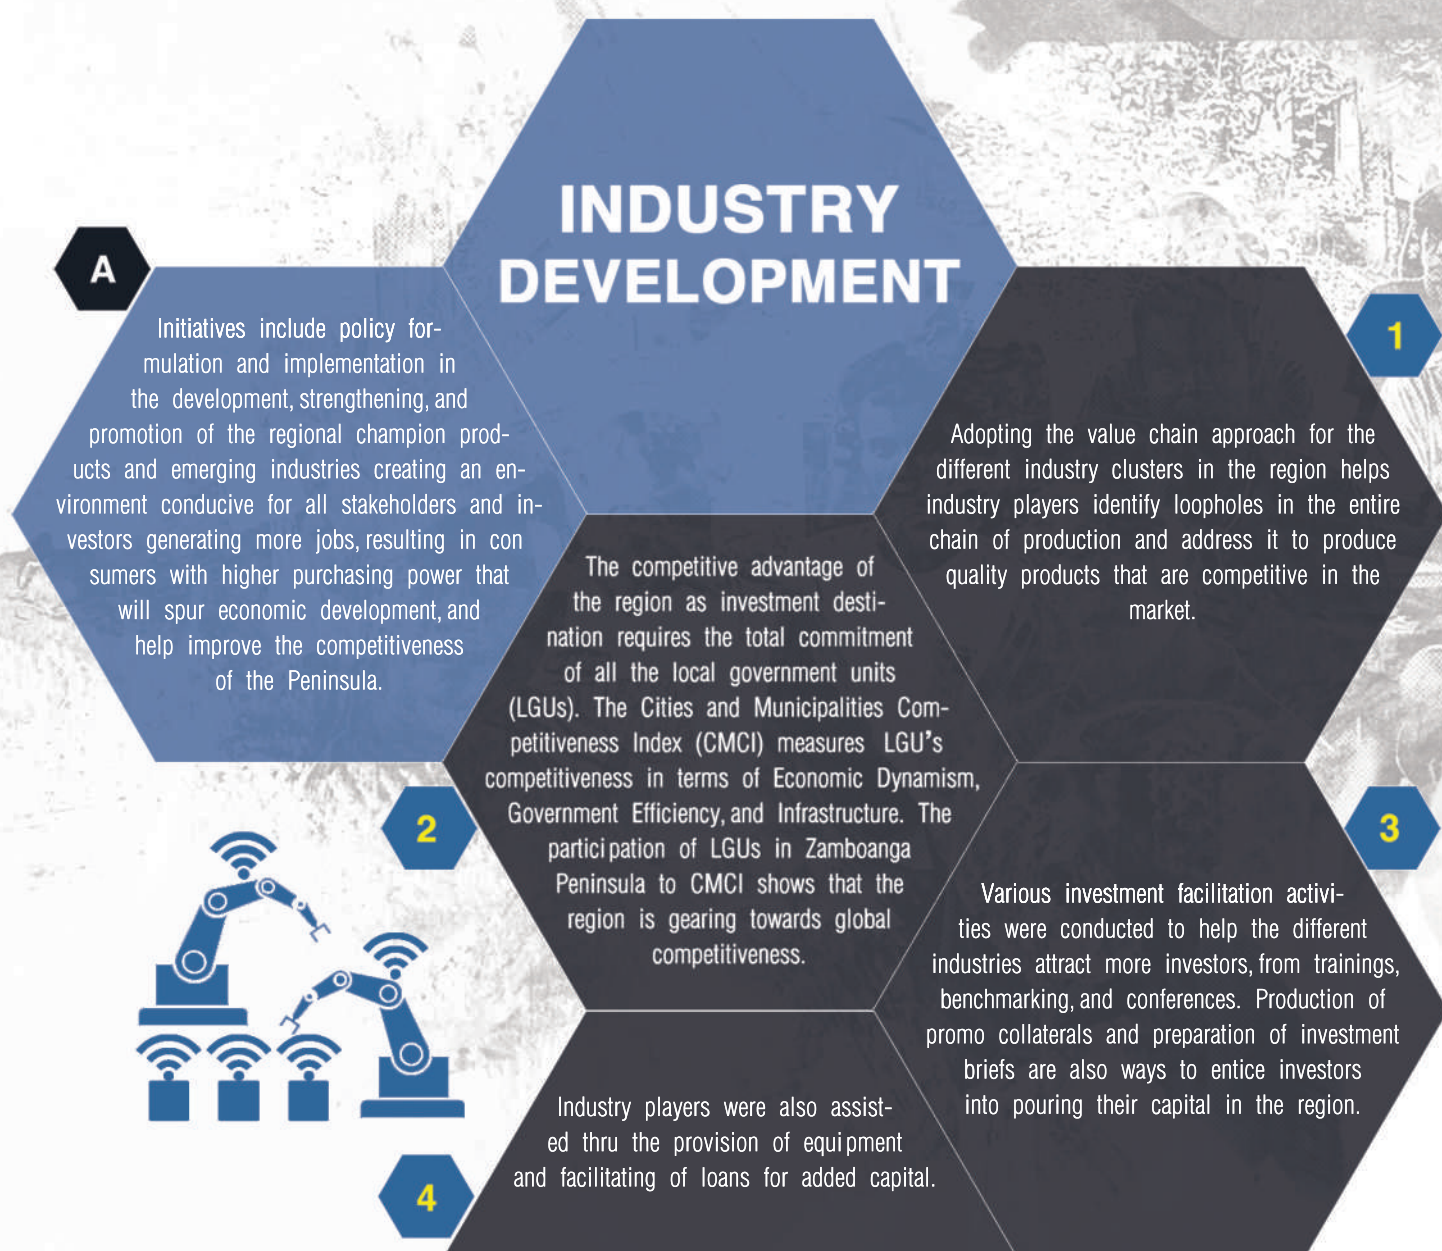 INDUSTRY
DEVELOPMENT
A
Initiatives include policy for-
mulation and implementation in
the development, strengthening, and
promotion of the regional champion prod-
ucts and emerging industries creating an en-
vironment conducive for all stakeholders and in-
vestors generating more jobs, resulting in con
sumers with higher purchasing power that
will spur economic development, and
help improve the competitiveness
of the Peninsula.
1
Adopting the value chain approach for the
different industry clusters in the region helps
industry players identify loopholes in the entire
chain of production and address it to produce
quality products that are competitive in the
market.
2
The competitive advantage of
the region as investment desti-
nation requires the total commitment
of all the local government units
(LGUs). The Cities and Municipalities Com-
petitiveness Index (CMCI) measures LGU's
competitiveness in terms of Economic Dynamism,
Government Efficiency, and Infrastructure. The
participation of LGUs in Zamboanga
Peninsula to CMCI shows that the
region is gearing towards global
competitiveness.
3
Various investment facilitation activi-
ties were conducted to help the different
industries attract more investors, from trainings,
benchmarking, and conferences. Production of
promo collaterals and preparation of investment
briefs are also ways to entice investors
into pouring their capital in the region.
4
Industry players were also assist-
ed thru the provision of equipment
and facilitating of loans for added capital.